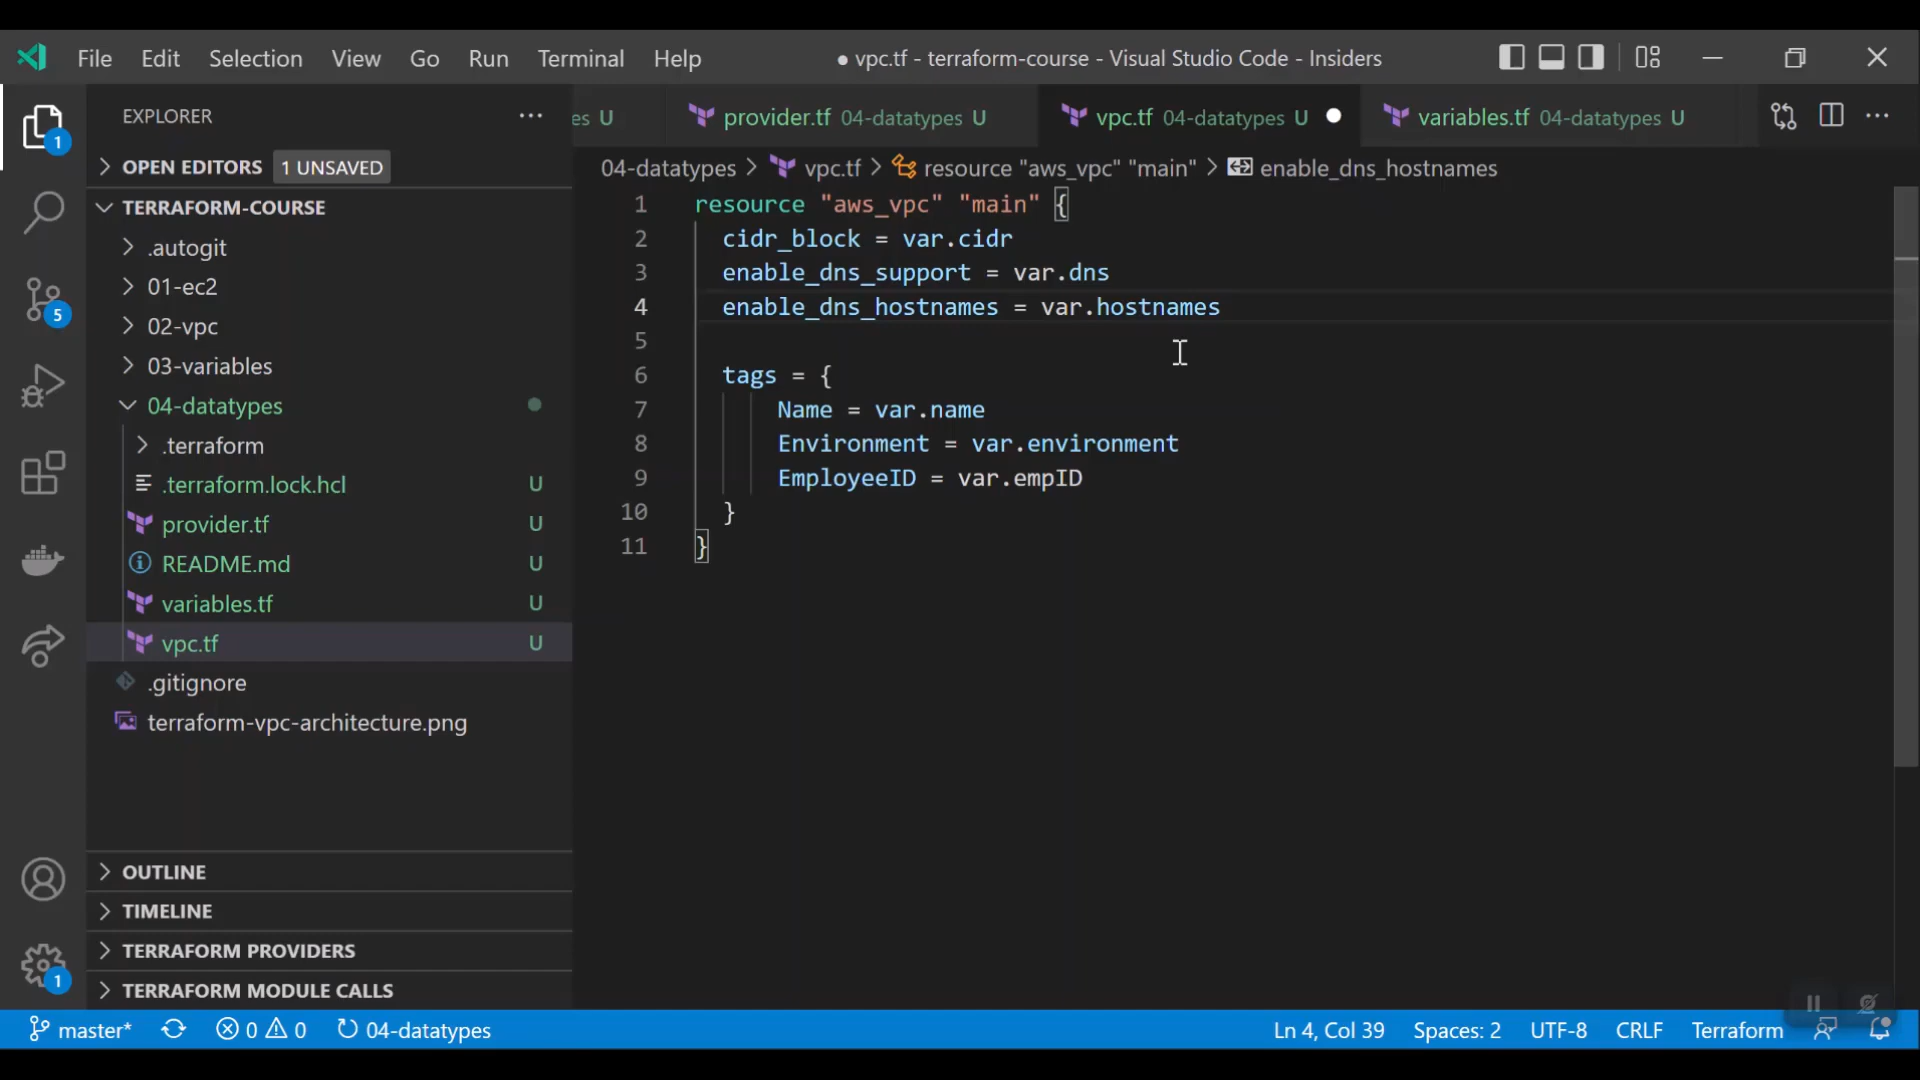 File Edit Selection View Go Run Terminal Help
● vpc.tf - terraform-course - Visual Studio Code - Insiders
EXPLORER
es U
provider.tf 04-datatypes U
vpc.tf 04-datatypes U
variables.tf 04-datatypes U
OPEN EDITORS 1 UNSAVED
04-datatypes > vpc.tf > resource "aws_vpc" "main" > enable_dns_hostnames
TERRAFORM-COURSE
.autogit
01-ec2
02-vpc
03-variables
04-datatypes
.terraform
.terraform.lock.hcl U
provider.tf U
README.md U
variables.tf U
vpc.tf U
.gitignore
terraform-vpc-architecture.png
OUTLINE
TIMELINE
TERRAFORM PROVIDERS
TERRAFORM MODULE CALLS
1
5
1
1 resource "aws_vpc" "main" {
2 cidr_block = var.cidr
3 enable_dns_support = var.dns
4 enable_dns_hostnames = var.hostnames
5
6 tags = {
7 Name = var.name
8 Environment = var.environment
9 EmployeeID = var.empID
10 }
11 }
master* 0 0 04-datatypes
Ln 4, Col 39 Spaces: 2 UTF-8 CRLF Terraform